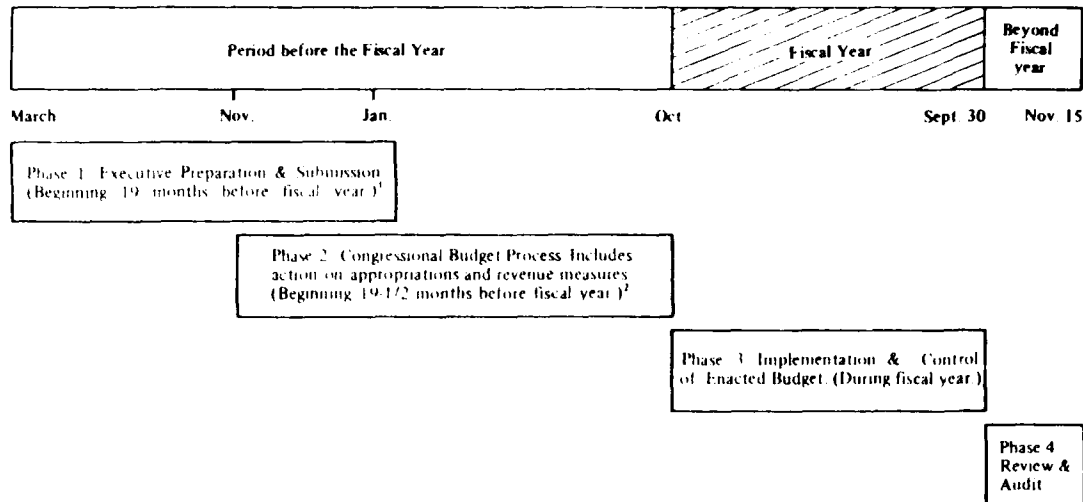 Period before the Fiscal Year
Fiscal Year
Beyond
Fiscal
year
March
Nov.
Jan.
Oct
Sept. 30
Nov. 15
Phase 1 Executive Preparation & Submission
(Beginning 19 months before fiscal year.)¹
Phase 2 Congressional Budget Process Includes
action on appropriations and revenue measures
(Beginning 19-1/2 months before fiscal year.)²
Phase 3 Implementation & Control
of Enacted Budget. (During fiscal year.)
Phase 4
Review &
Audit